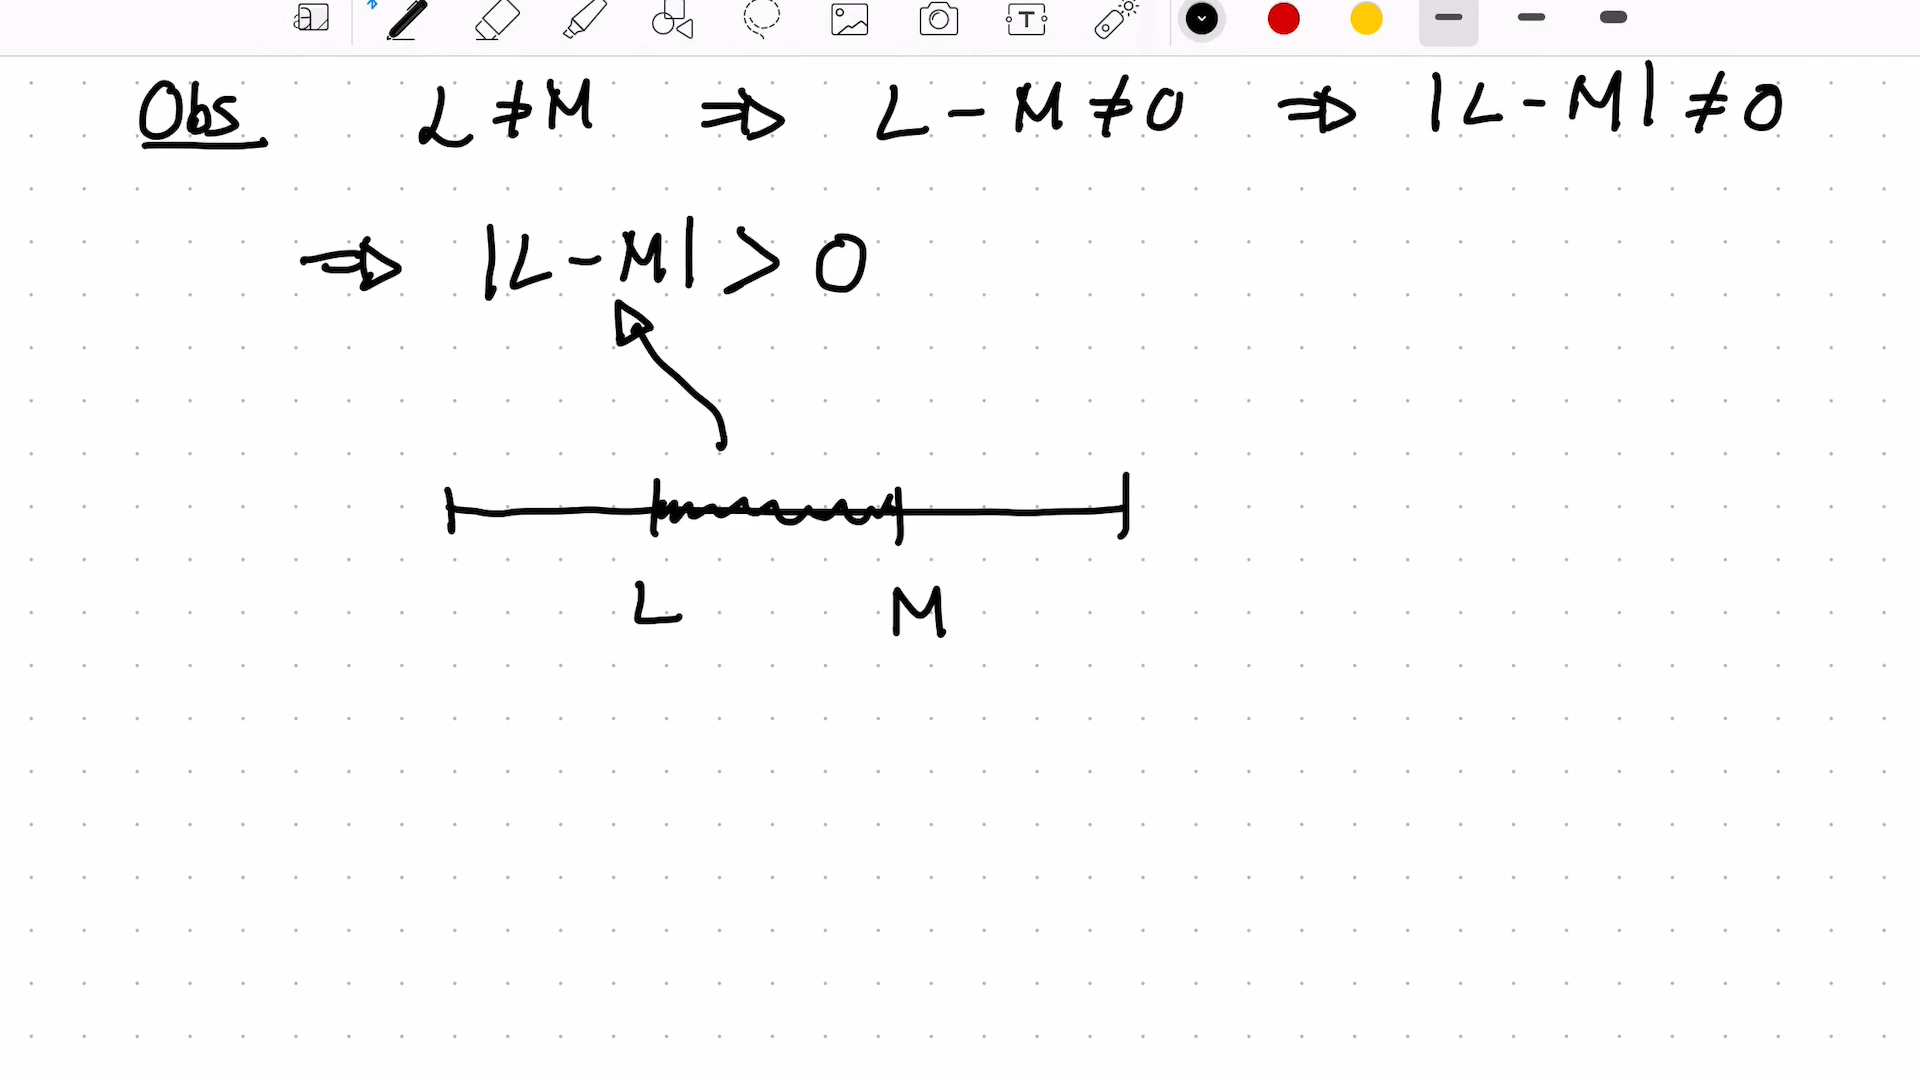 Obs L ≠ M ⇒ L - M ≠ 0 ⇒ |L - M| ≠ 0
⇒ |L - M| > 0
L M